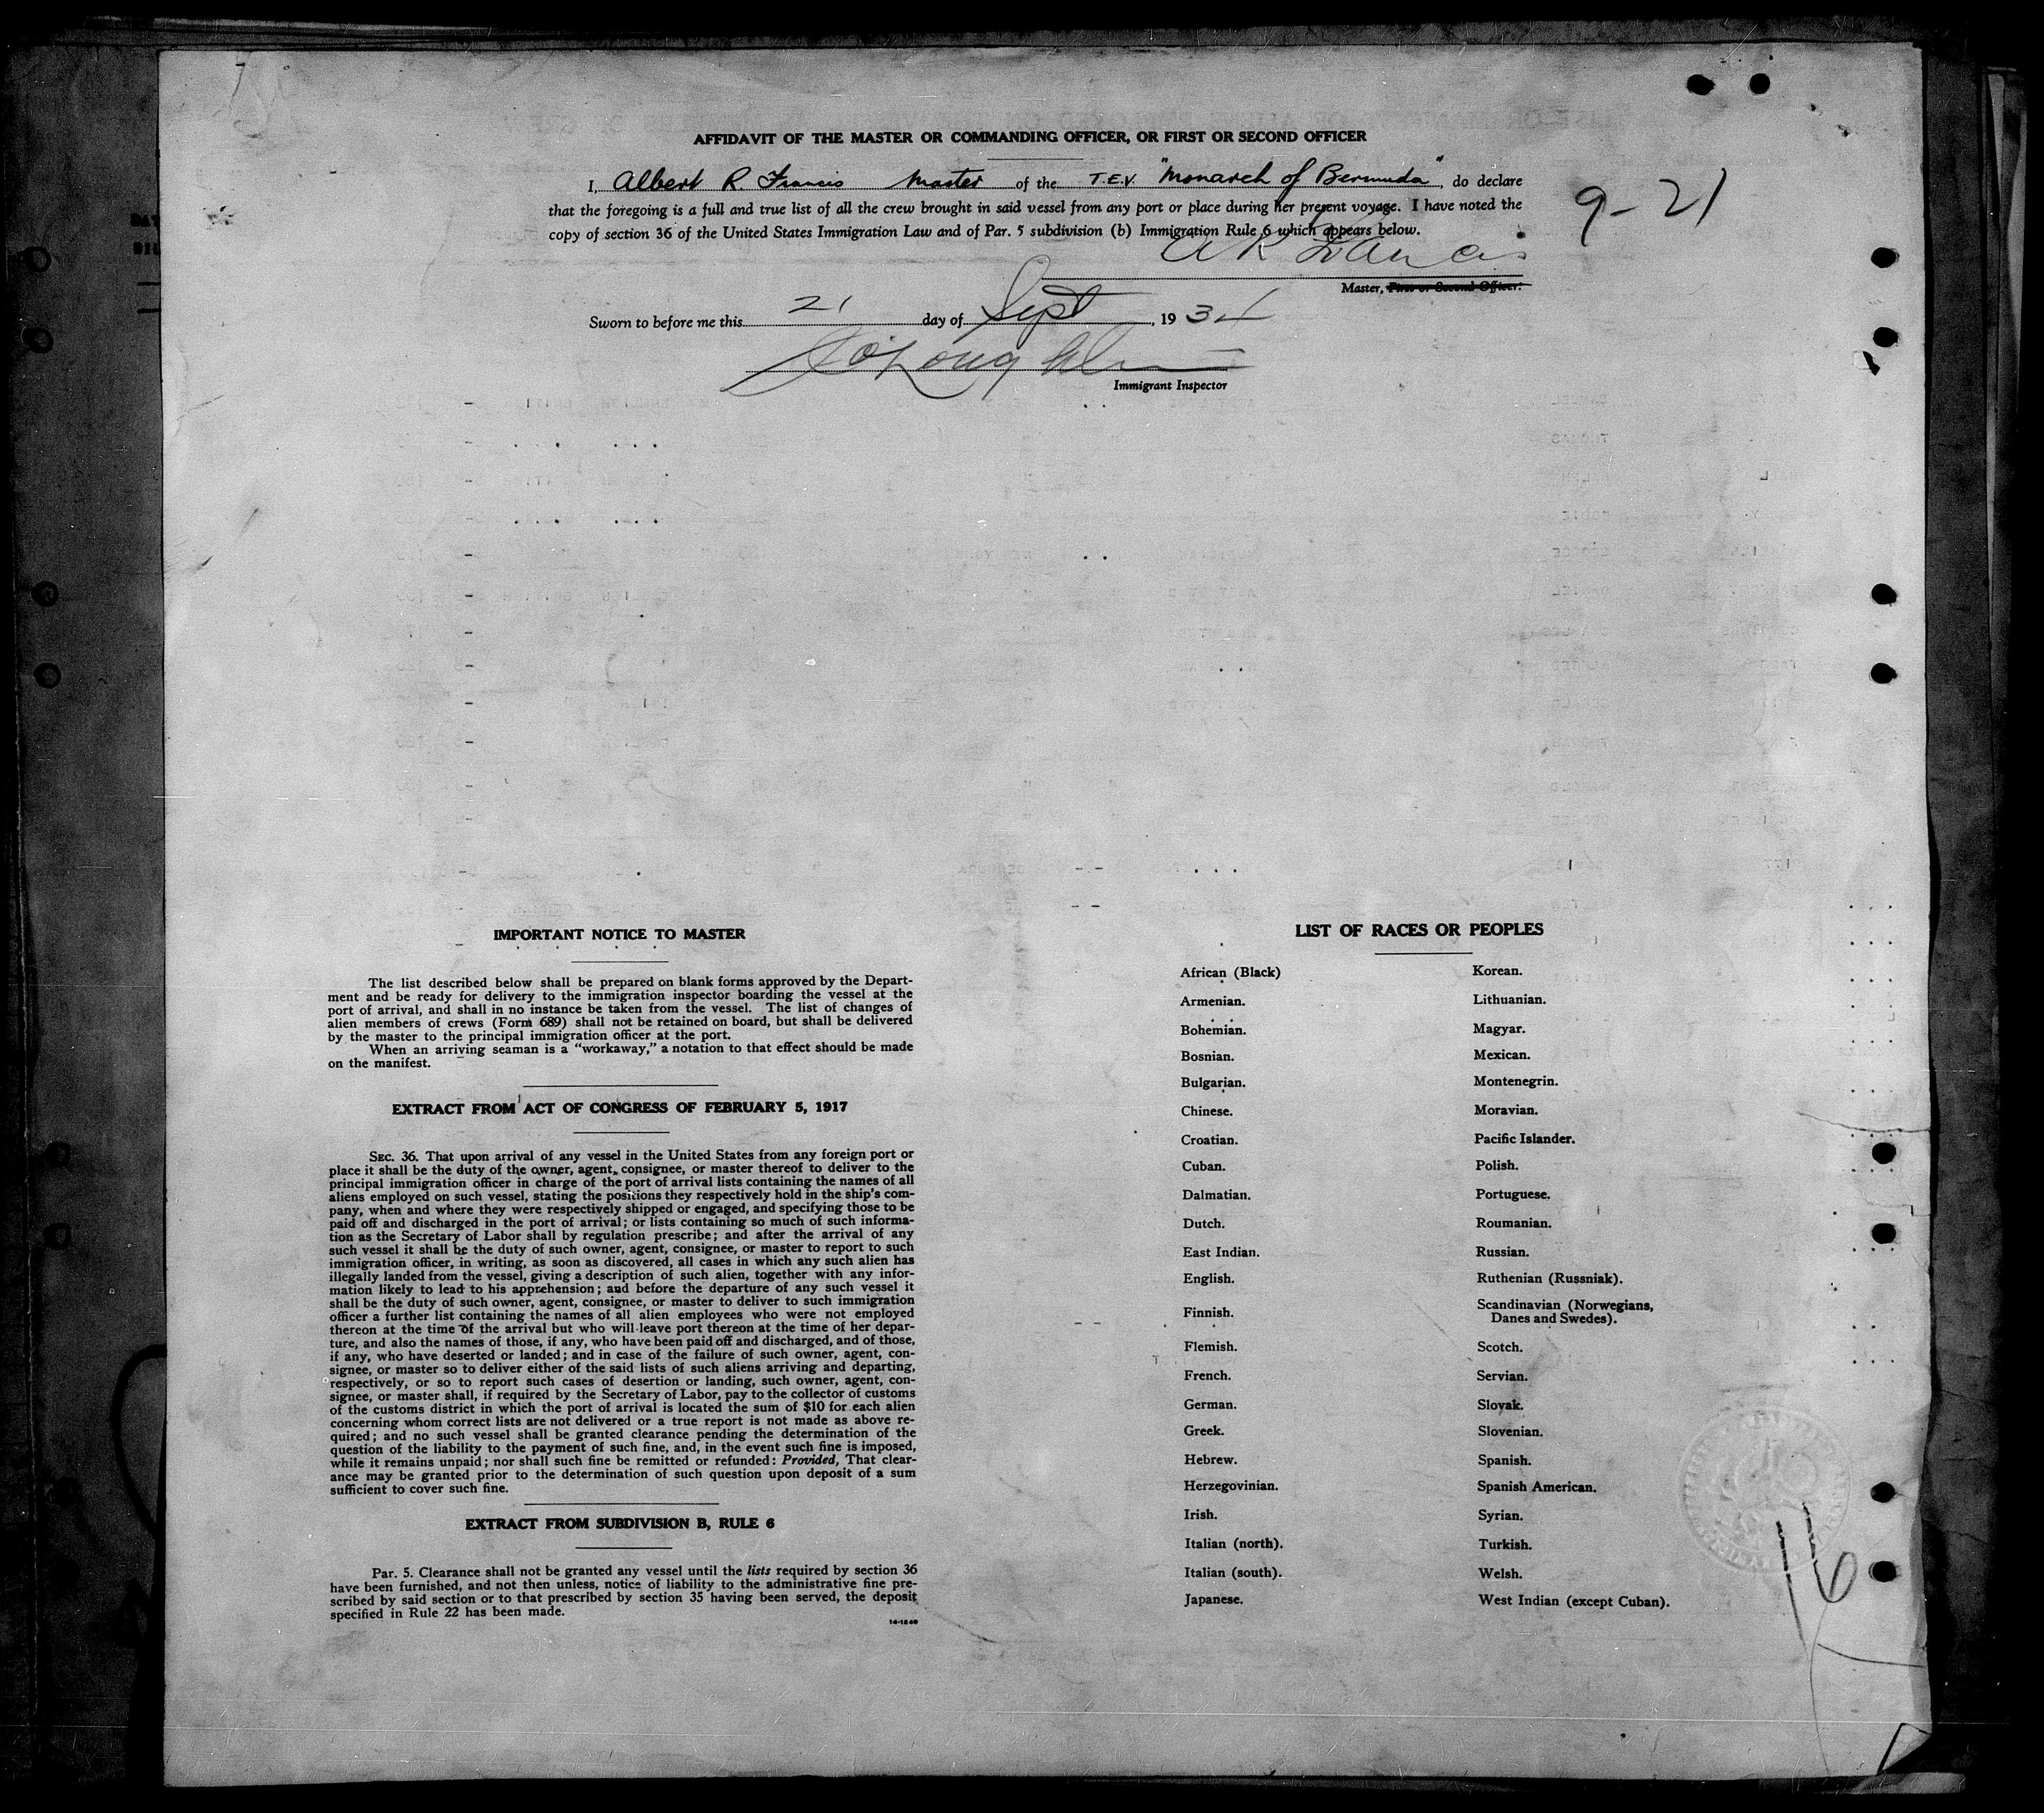 AFFIDAVIT OF THE MASTER OR COMMANDING OFFICER, OR FIRST OR SECOND OFFICER
I, Albert R. Francis Master of the T.E.V. "Monarch of Bermuda", do declare
that the foregoing is a full and true list of all the crew brought in said vessel from any port or place during her present voyage. I have noted the
copy of section 36 of the United States Immigration Law and of Par. 5 subdivision (b) Immigration Rule 6 which appears below.
9-21
A R Francis
Master, First or Second Officer.
Sworn to before me this 21 day of Sept, 1934
Immigrant Inspector
IMPORTANT NOTICE TO MASTER
The list described below shall be prepared on blank forms approved by the Depart-
ment and be ready for delivery to the immigration inspector boarding the vessel at the
port of arrival, and shall in no instance be taken from the vessel. The list of changes of
alien members of crews (Form 689) shall not be retained on board, but shall be delivered
by the master to the principal immigration officer at the port.
When an arriving seaman is a "workaway," a notation to that effect should be made
on the manifest.
EXTRACT FROM ACT OF CONGRESS OF FEBRUARY 5, 1917
SEC. 36. That upon arrival of any vessel in the United States from any foreign port or
place it shall be the duty of the owner, agent, consignee, or master thereof to deliver to the
principal immigration officer in charge of the port of arrival lists containing the names of all
aliens employed on such vessel, stating the positions they respectively hold in the ship's com-
pany, when and where they were respectively shipped or engaged, and specifying those to be
paid off and discharged in the port of arrival; or lists containing so much of such informa-
tion as the Secretary of Labor shall by regulation prescribe; and after the arrival of any
such vessel it shall be the duty of such owner, agent, consignee, or master to report to such
immigration officer, in writing, as soon as discovered, all cases in which any such alien has
illegally landed from the vessel, giving a description of such alien, together with any infor-
mation likely to lead to his apprehension; and before the departure of any such vessel it
shall be the duty of such owner, agent, consignee, or master to deliver to such immigration
officer a further list containing the names of all alien employees who were not employed
thereon at the time of the arrival but who will leave port thereon at the time of her depar-
ture, and also the names of those, if any, who have been paid off and discharged, and of those,
if any, who have deserted or landed; and in case of the failure of such owner, agent, con-
signee, or master so to deliver either of the said lists of such aliens arriving and departing,
respectively, or so to report such cases of desertion or landing, such owner, agent, con-
signee, or master shall, if required by the Secretary of Labor, pay to the collector of customs
of the customs district in which the port of arrival is located the sum of $10 for each alien
concerning whom correct lists are not delivered or a true report is not made as above re-
quired; and no such vessel shall be granted clearance pending the determination of the
question of the liability to the payment of such fine, and, in the event such fine is imposed,
while it remains unpaid; nor shall such fine be remitted or refunded: Provided, That clear-
ance may be granted prior to the determination of such question upon deposit of a sum
sufficient to cover such fine.
EXTRACT FROM SUBDIVISION B, RULE 6
Par. 5. Clearance shall not be granted any vessel until the lists required by section 36
have been furnished, and not then unless, notice of liability to the administrative fine pre-
scribed by said section or to that prescribed by section 35 having been served, the deposit
specified in Rule 22 has been made.
LIST OF RACES OR PEOPLES
African (Black)
Armenian.
Bohemian.
Bosnian.
Bulgarian.
Chinese.
Croatian.
Cuban.
Dalmatian.
Dutch.
East Indian.
English.
Finnish.
Flemish.
French.
German.
Greek.
Hebrew.
Herzegovinian.
Irish.
Italian (north).
Italian (south).
Japanese.
Korean.
Lithuanian.
Magyar.
Mexican.
Montenegrin.
Moravian.
Pacific Islander.
Polish.
Portuguese.
Roumanian.
Russian.
Ruthenian (Russniak).
Scandinavian (Norwegians,
Danes and Swedes).
Scotch.
Servian.
Slovak.
Slovenian.
Spanish.
Spanish American.
Syrian.
Turkish.
Welsh.
West Indian (except Cuban).